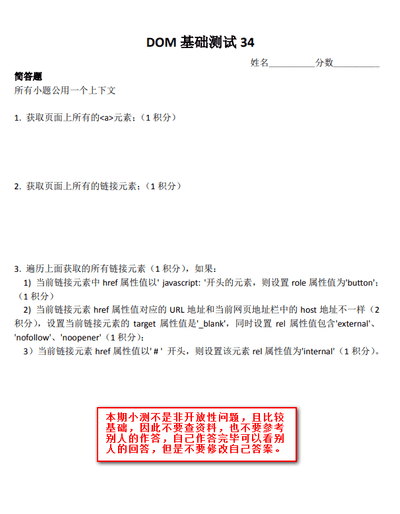 DOM 基础测试 34
姓名__________分数__________
简答题
所有小题公用一个上下文
1. 获取页面上所有的<a>元素；（1 积分）
2. 获取页面上所有的链接元素；（1 积分）
3. 遍历上面获取的所有链接元素（1 积分），如果：
1）当前链接元素中 href 属性值以' javascript: '开头的元素，则设置 role 属性值为'button'；
（1 积分）
2）当前链接元素 href 属性值对应的 URL 地址和当前网页地址栏中的 host 地址不一样（2
积分），设置当前链接元素的 target 属性值是'_blank'，同时设置 rel 属性值包含'external'、
'nofollow'、'noopener'（1 积分）；
3）当前链接元素 href 属性值以' # ' 开头，则设置该元素 rel 属性值为'internal'（1 积分）。
本期小测不是非开放性问题，且比较
基础，因此不要查资料，也不要参考
别人的作答，自己作答完毕可以看别
人的回答，但是不要修改自己答案。